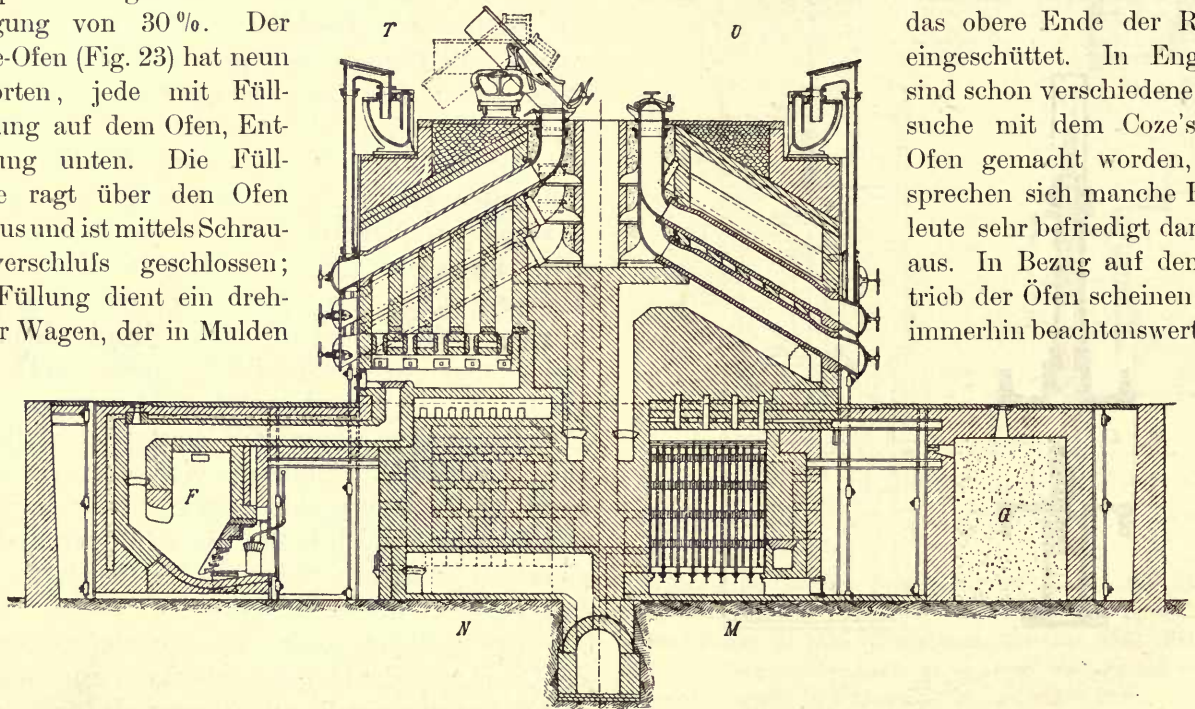 gung von 30 %. Der
e-Ofen (Fig. 23) hat neun
orten, jede mit Füll-
ung auf dem Ofen, Ent-
ung unten. Die Füll-
e ragt über den Ofen
us und ist mittels Schrau-
verschluſs geschlossen;
Füllung dient ein dreh-
r Wagen, der in Mulden
T
U
das obere Ende der R
eingeschüttet. In Eng
sind schon verschiedene
suche mit dem Coze's
Ofen gemacht worden,
sprechen sich manche F
leute sehr befriedigt dar
aus. In Bezug auf den
trieb der Öfen scheinen
immerhin beachtenswert
F
G
N
M